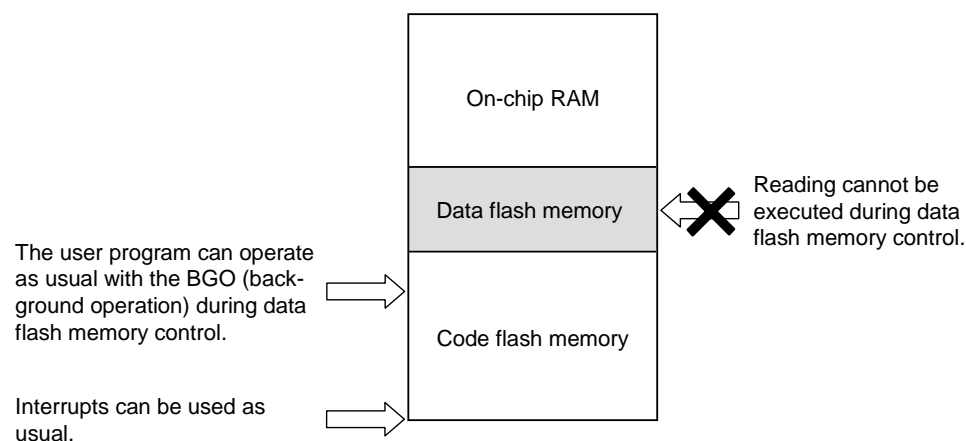 On-chip RAM
Data flash memory
Reading cannot be
executed during data
flash memory control.
The user program can operate
as usual with the BGO (back-
ground operation) during data
flash memory control.
Code flash memory
Interrupts can be used as
usual.